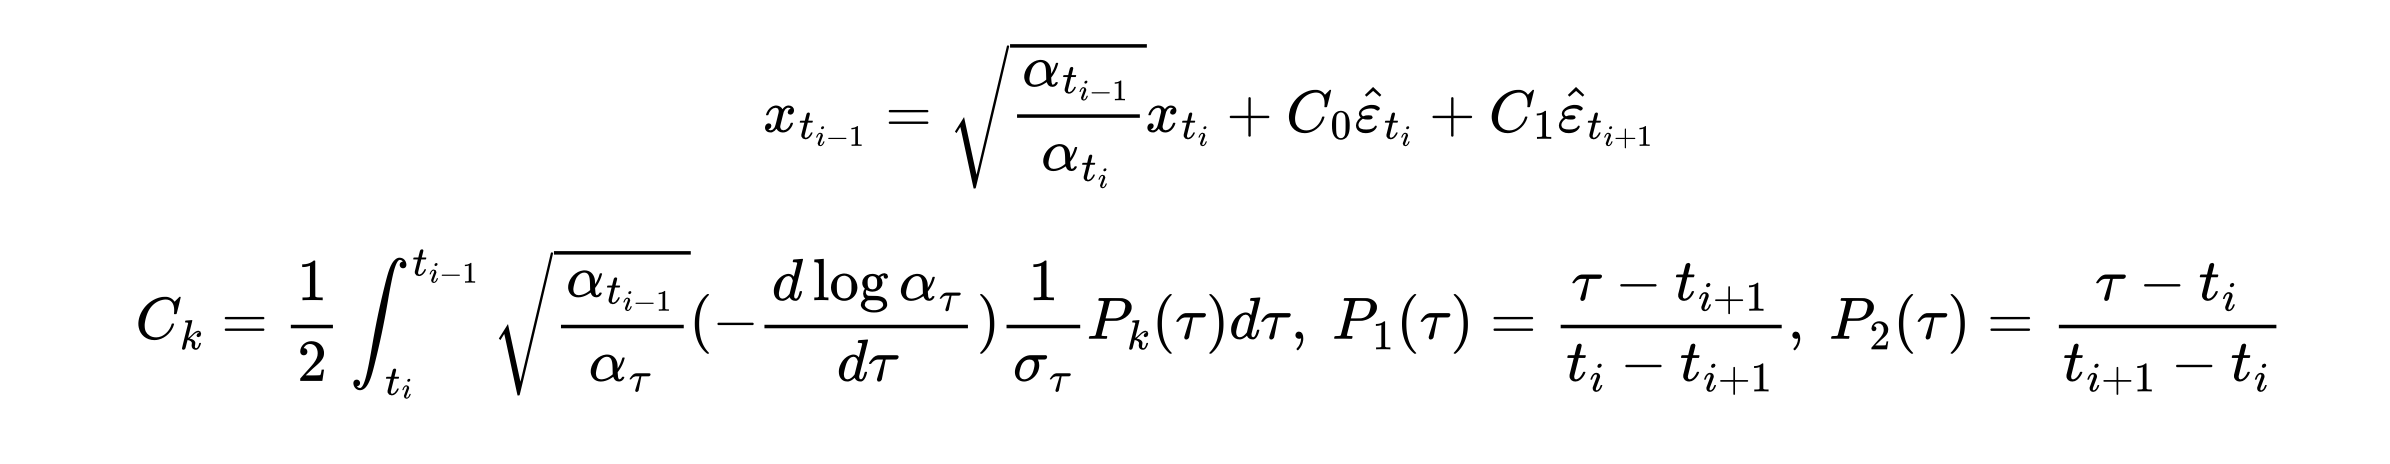 $x_{t_{i-1}} = \sqrt{\frac{\alpha_{t_{i-1}}}{\alpha_{t_i}}} x_{t_i} + C_0 \hat{\varepsilon}_{t_i} + C_1 \hat{\varepsilon}_{t_{i+1}}$
$C_k = \frac{1}{2} \int_{t_i}^{t_{i-1}} \sqrt{\frac{\alpha_{t_{i-1}}}{\alpha_\tau}} (-\frac{d \log \alpha_\tau}{d\tau}) \frac{1}{\sigma_\tau} P_k(\tau) d\tau, \ P_1(\tau) = \frac{\tau - t_{i+1}}{t_i - t_{i+1}}, \ P_2(\tau) = \frac{\tau - t_i}{t_{i+1} - t_i}$